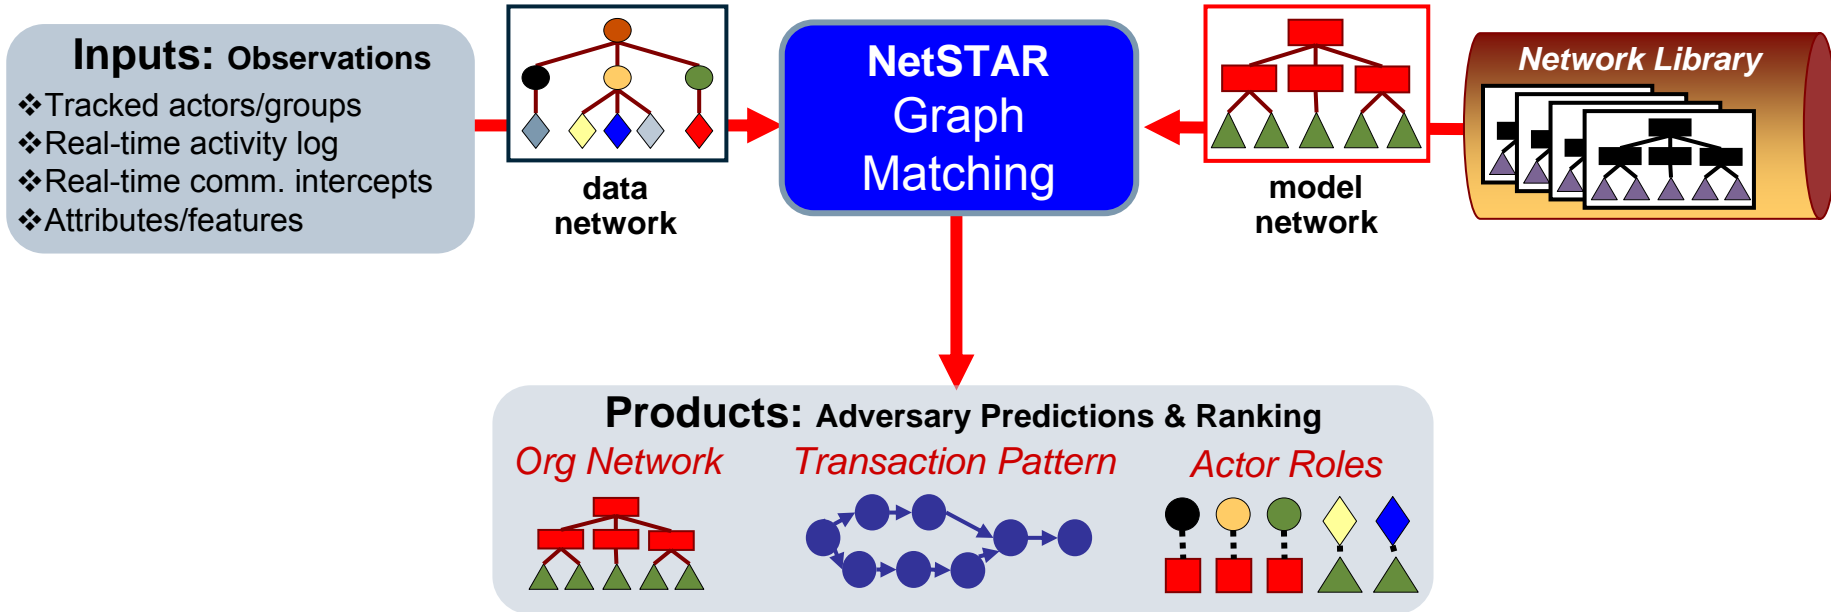 Inputs: Observations
❖Tracked actors/groups
❖Real-time activity log
❖Real-time comm. intercepts
❖Attributes/features
data
network
NetSTAR
Graph
Matching
model
network
Network Library
Products: Adversary Predictions & Ranking
Org Network
Transaction Pattern
Actor Roles